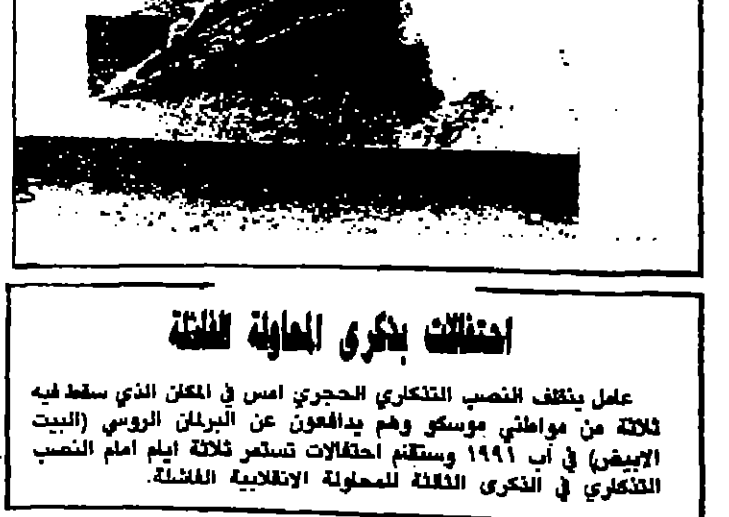 احتفالات بذكرى المحاولة الفاشلة
عامل ينظف النصب التذكاري الحجري امس في المكان الذي سقط فيه
ثلاثة من مواطني موسكو وهم يدافعون عن البرلمان الروسي (البيت
الابيض) في آب ١٩٩١ وستقام احتفالات تستمر ثلاثة ايام امام النصب
التذكاري في الذكرى الثالثة للمحاولة الانقلابية الفاشلة.